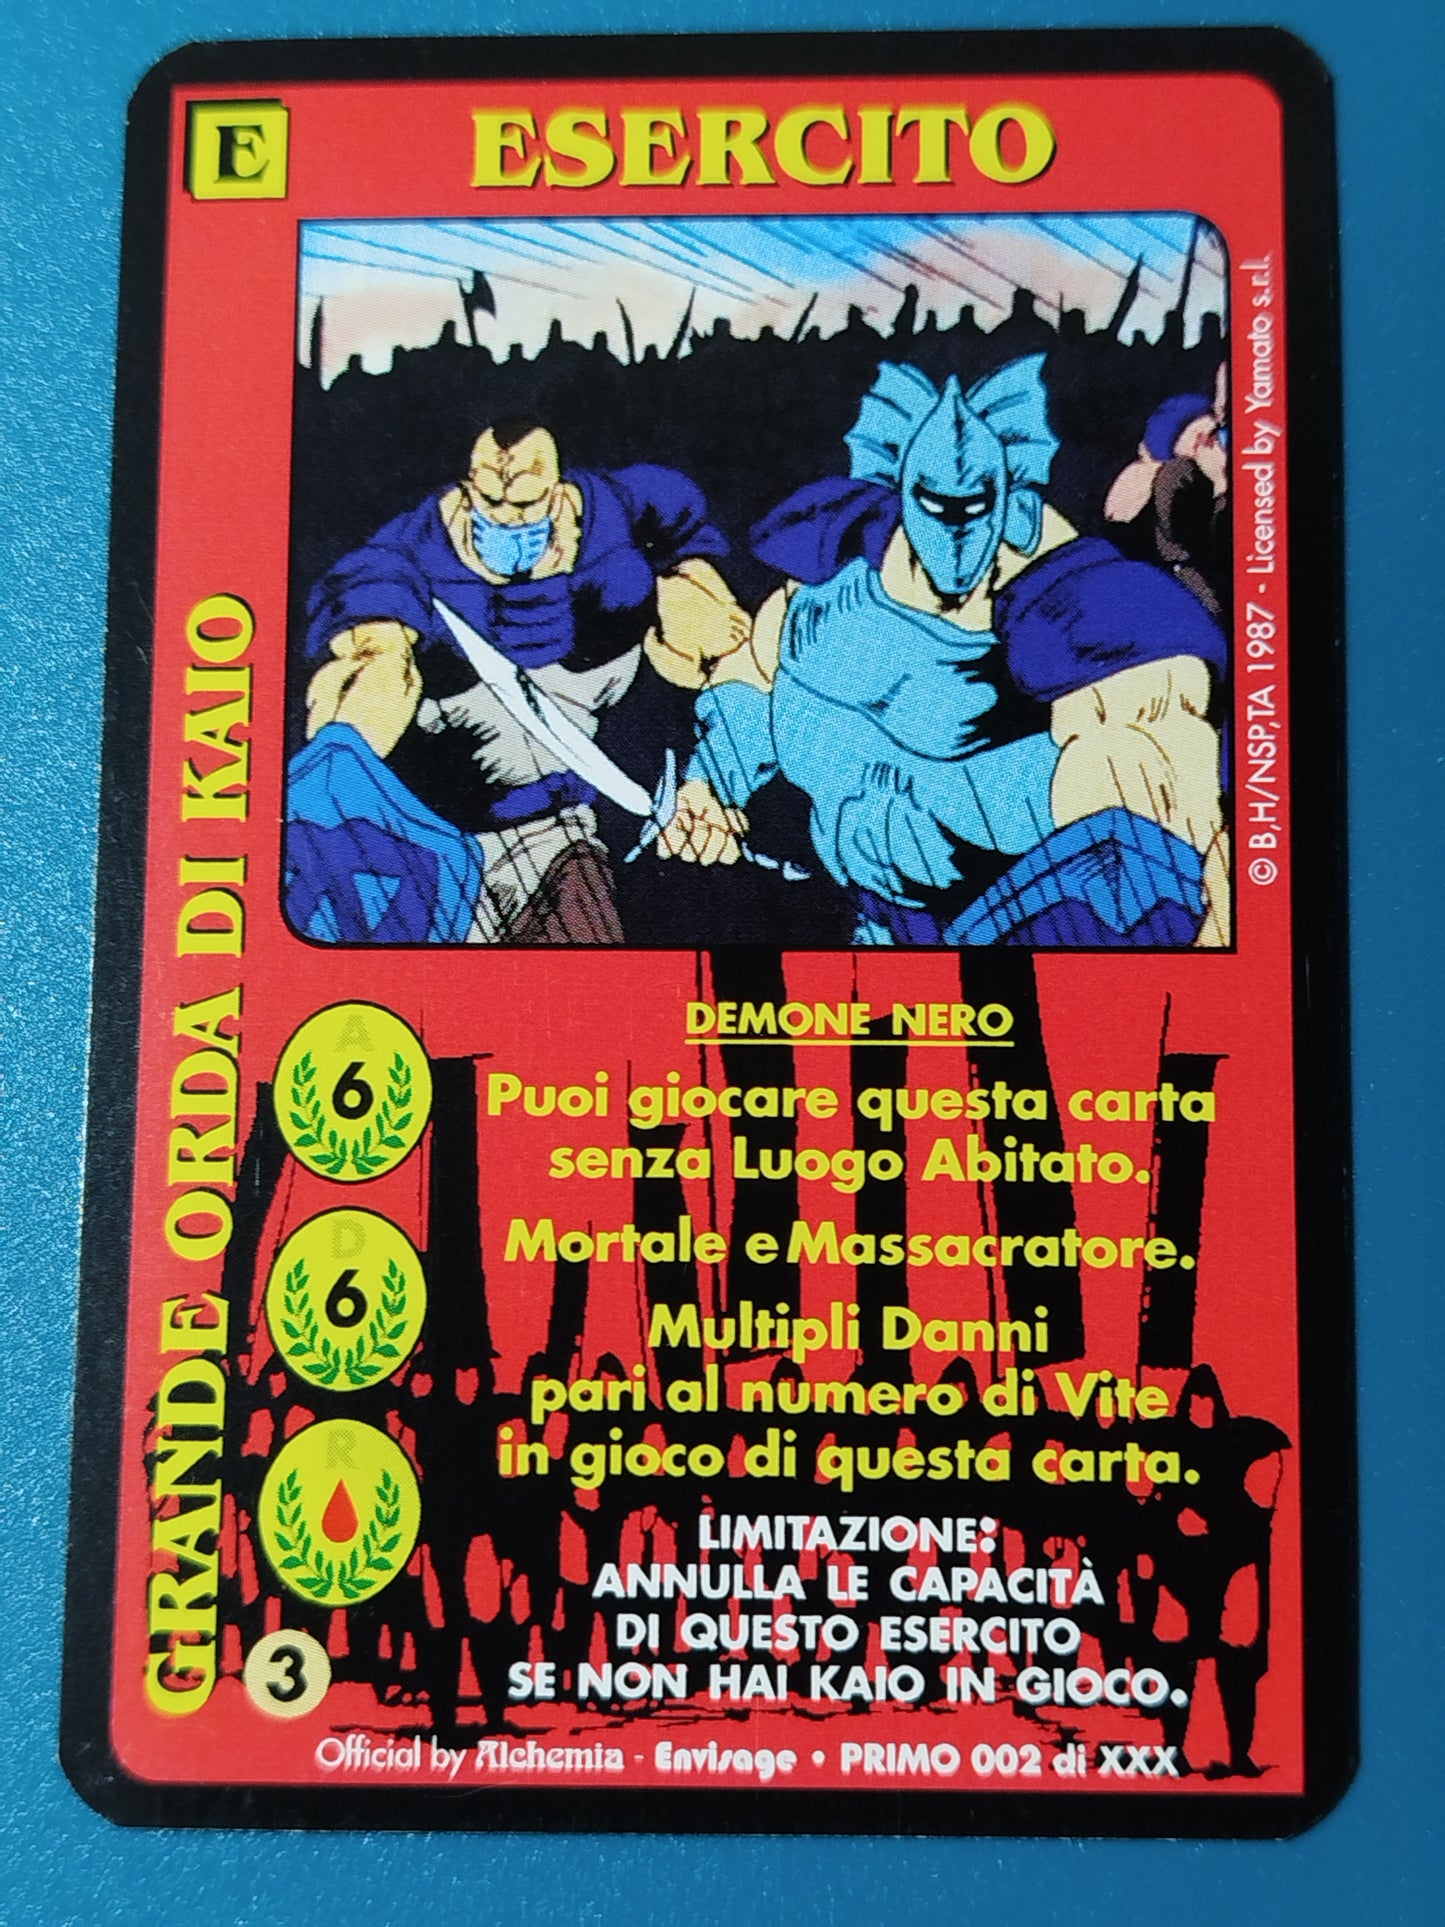 E
ESERCITO
GRANDE ORDA DI KAIO
© B,H/NSP,TA 1987 - Licensed by Yamato s.r.l.
A
6
D
6
R
3
DEMONE NERO
Puoi giocare questa carta
senza Luogo Abitato.
Mortale e Massacratore.
Multipli Danni
pari al numero di Vite
in gioco di questa carta.
LIMITAZIONE:
ANNULLA LE CAPACITÀ
DI QUESTO ESERCITO
SE NON HAI KAIO IN GIOCO.
Official by Alchemia - Envisage • PRIMO 002 di XXX